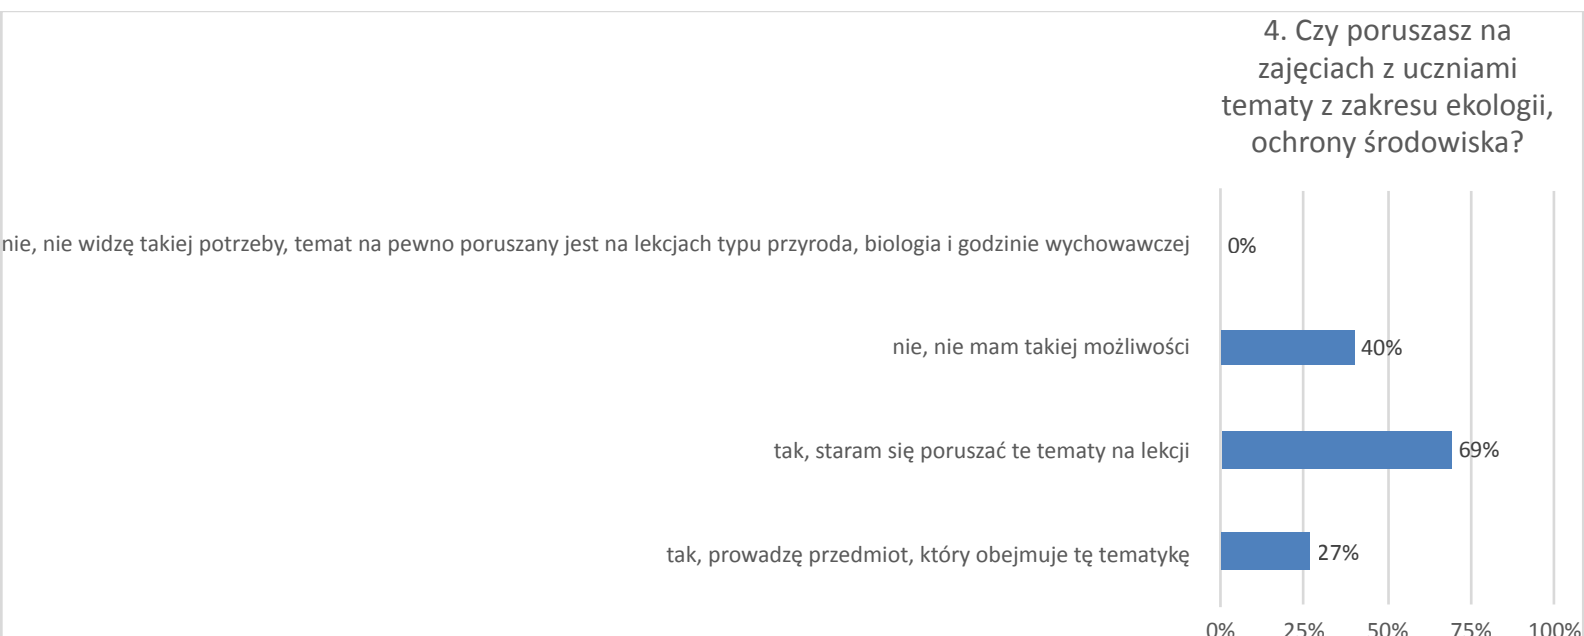 4. Czy poruszasz na
zajęciach z uczniami
tematy z zakresu ekologii,
ochrony środowiska?
nie, nie widzę takiej potrzeby, temat na pewno poruszany jest na lekcjach typu przyroda, biologia i godzinie wychowawczej 0%
nie, nie mam takiej możliwości 40%
tak, staram się poruszać te tematy na lekcji 69%
tak, prowadzę przedmiot, który obejmuje tę tematykę 27%
0% 25% 50% 75% 100%